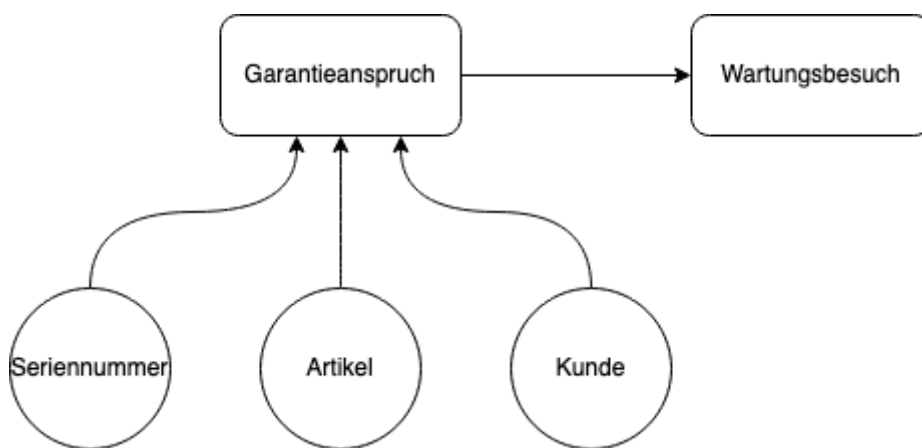 Garantieanspruch
Wartungsbesuch
Seriennummer
Artikel
Kunde